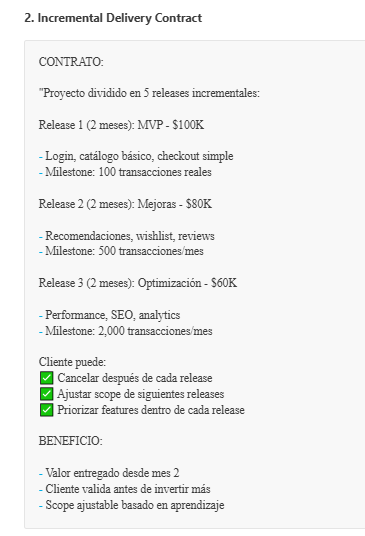 2. Incremental Delivery Contract
CONTRATO:
"Proyecto dividido en 5 releases incrementales:
Release 1 (2 meses): MVP - $100K
- Login, catálogo básico, checkout simple
- Milestone: 100 transacciones reales
Release 2 (2 meses): Mejoras - $80K
- Recomendaciones, wishlist, reviews
- Milestone: 500 transacciones/mes
Release 3 (2 meses): Optimización - $60K
- Performance, SEO, analytics
- Milestone: 2,000 transacciones/mes
Cliente puede:
✅ Cancelar después de cada release
✅ Ajustar scope de siguientes releases
✅ Priorizar features dentro de cada release
BENEFICIO:
- Valor entregado desde mes 2
- Cliente valida antes de invertir más
- Scope ajustable basado en aprendizaje